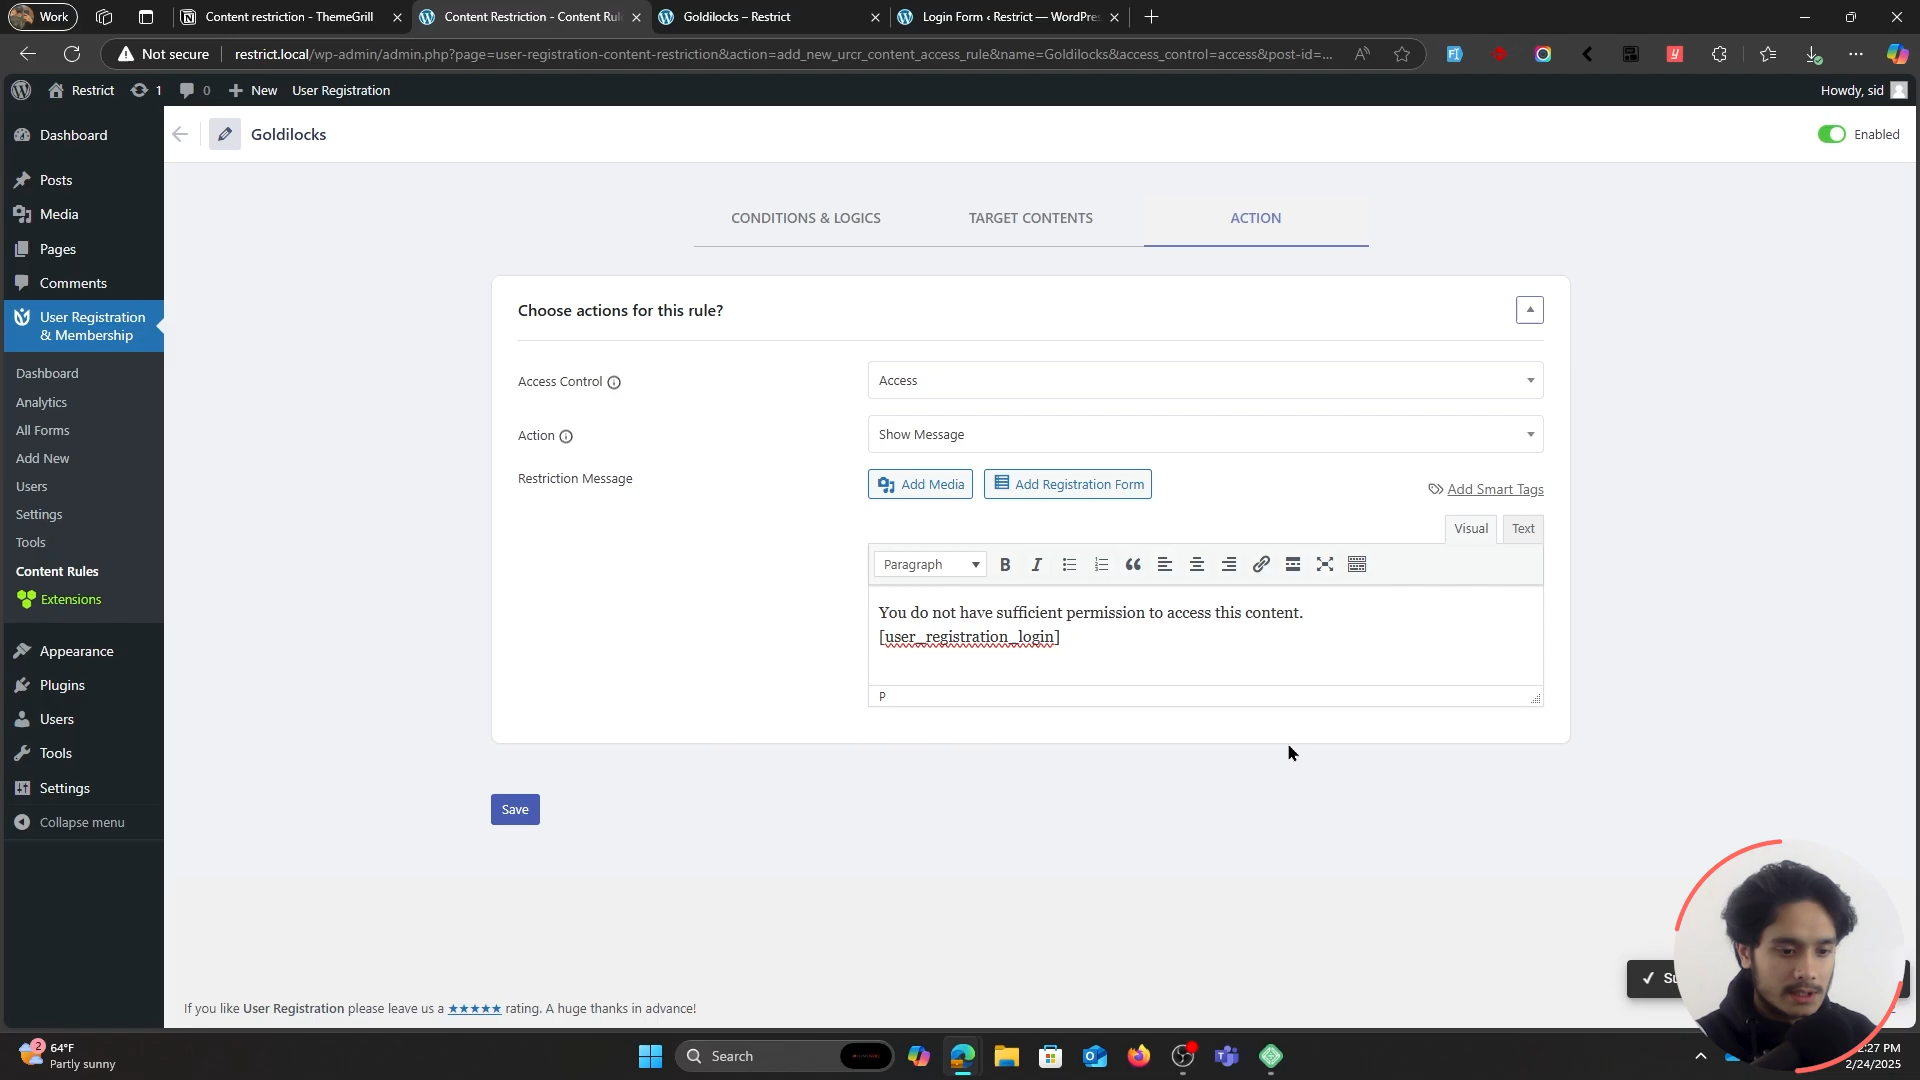 Work
Content restriction - ThemeGrill
Content Restriction - Content Rul
Goldilocks – Restrict
Login Form ‹ Restrict — WordPre
Not secure
restrict.local/wp-admin/admin.php?page=user-registration-content-restriction&action=add_new_urcr_content_access_rule&name=Goldilocks&access_control=access&post-id=...
Restrict
1
0
New
User Registration
Howdy, sid
Dashboard
Posts
Media
Pages
Comments
User Registration
& Membership
Dashboard
Analytics
All Forms
Add New
Users
Settings
Tools
Content Rules
Extensions
Appearance
Plugins
Users
Tools
Settings
Collapse menu
Goldilocks
Enabled
CONDITIONS & LOGICS
TARGET CONTENTS
ACTION
Choose actions for this rule?
Access Control
Access
Action
Show Message
Restriction Message
Add Media
Add Registration Form
Add Smart Tags
Visual
Text
Paragraph
B
I
You do not have sufficient permission to access this content.
[user_registration_login]
P
Save
If you like User Registration please leave us a ★★★★★ rating. A huge thanks in advance!
2
64°F
Partly sunny
Search
:27 PM
2/24/2025